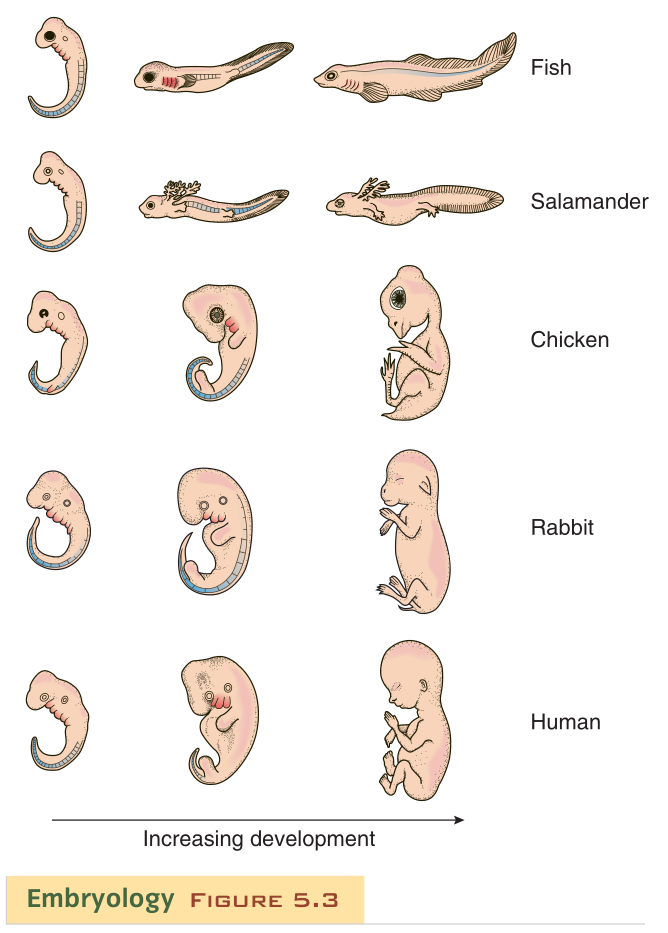 Fish
Salamander
Chicken
Rabbit
Human
Increasing development
Embryology FIGURE 5.3